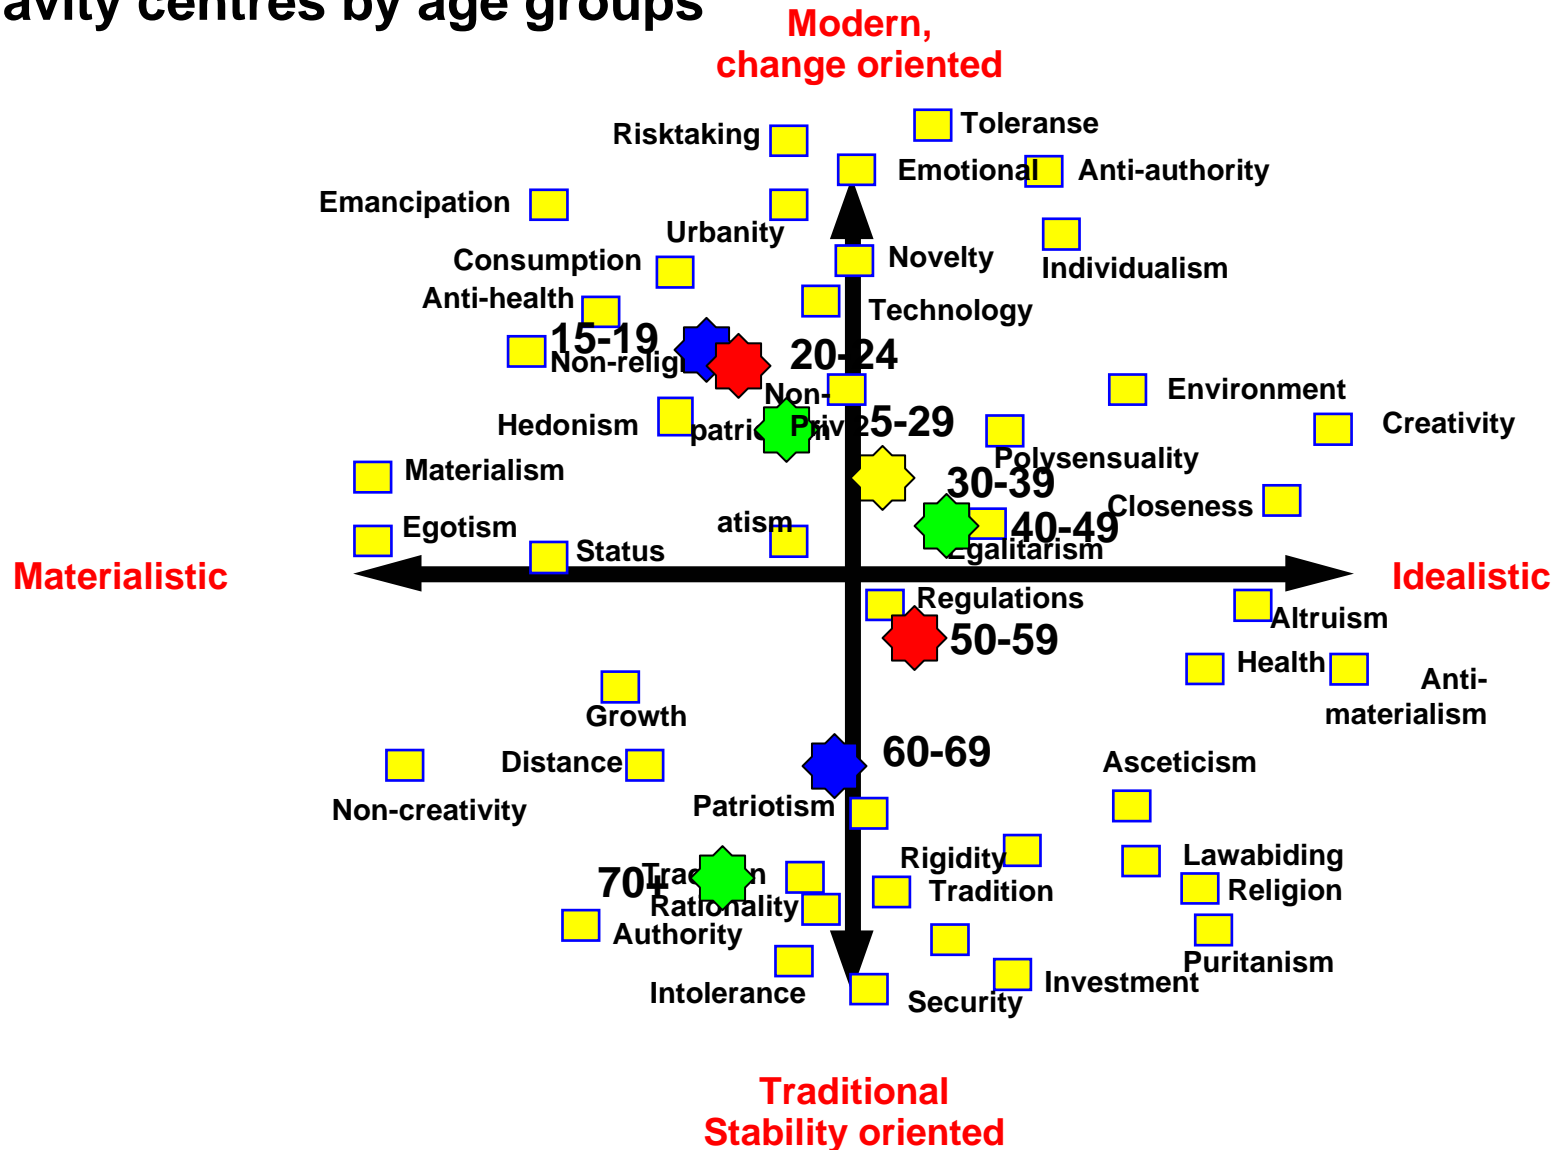 avity centres by age groups
Modern,
change oriented
Toleranse
Risktaking
Emotional
Anti-authority
Emancipation
Urbanity
Novelty
Individualism
Consumption
Anti-health
Technology
15-19
20-24
Non-
Environment
Hedonism
5-29
Creativity
Polysensuality
Materialism
30-39
Closeness
Egotism
atism
40-49
Status
Egalitarism
Materialistic
Idealistic
Regulations
Altruism
50-59
Health
Anti-
materialism
Growth
60-69
Distance
Asceticism
Non-creativity
Patriotism
Rigidity
Lawabiding
70+
Tradition
Religion
Rationality
Authority
Puritanism
Intolerance
Investment
Security
Traditional
Stability oriented